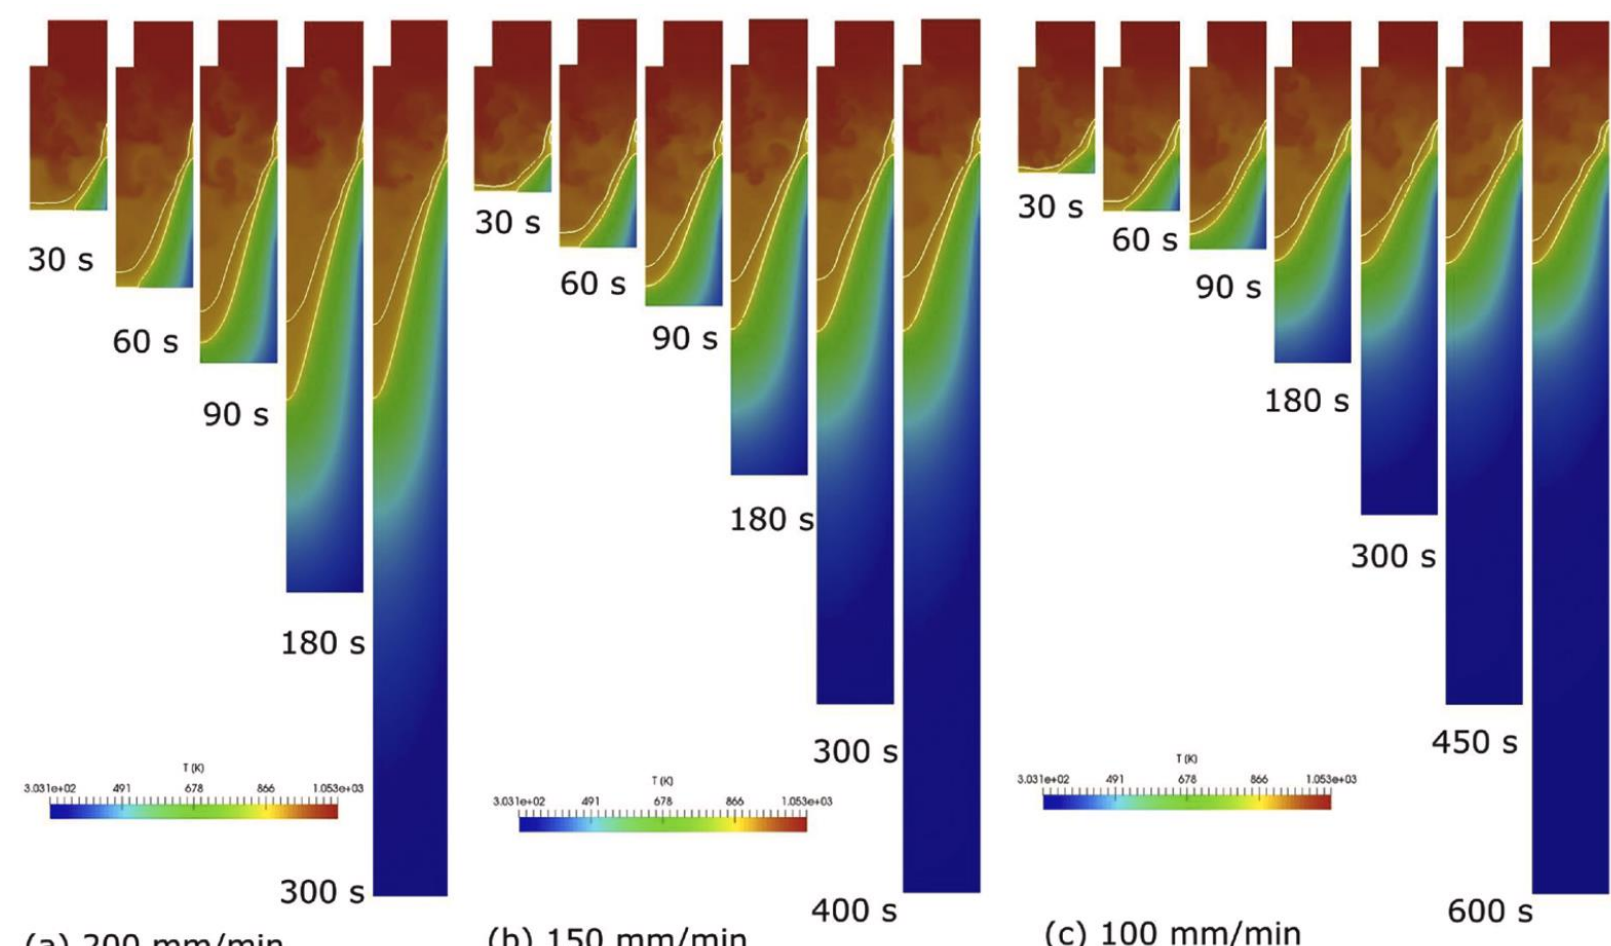 30 s
60 s
90 s
180 s
300 s
T (K)
3.031e+02 491 678 866 1.053e+03
(a) 200 mm/min
30 s
60 s
90 s
180 s
300 s
400 s
T (K)
3.031e+02 491 678 866 1.053e+03
(b) 150 mm/min
30 s
60 s
90 s
180 s
300 s
450 s
600 s
T (K)
3.031e+02 491 678 866 1.053e+03
(c) 100 mm/min